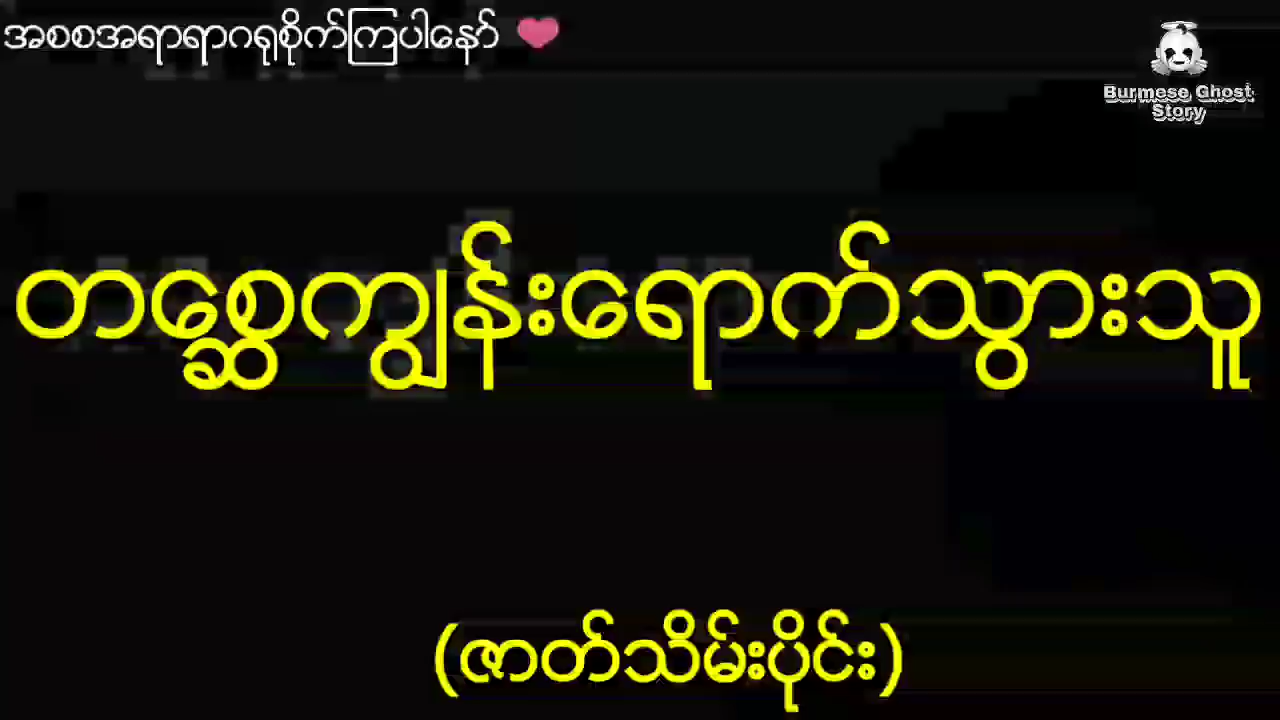 အစစအရာရာဂရုစိုက်ကြပါနော် ❤
Burmese Ghost
Story
တစ္ဆေကျွန်းရောက်သွားသူ
(ဇာတ်သိမ်းပိုင်း)